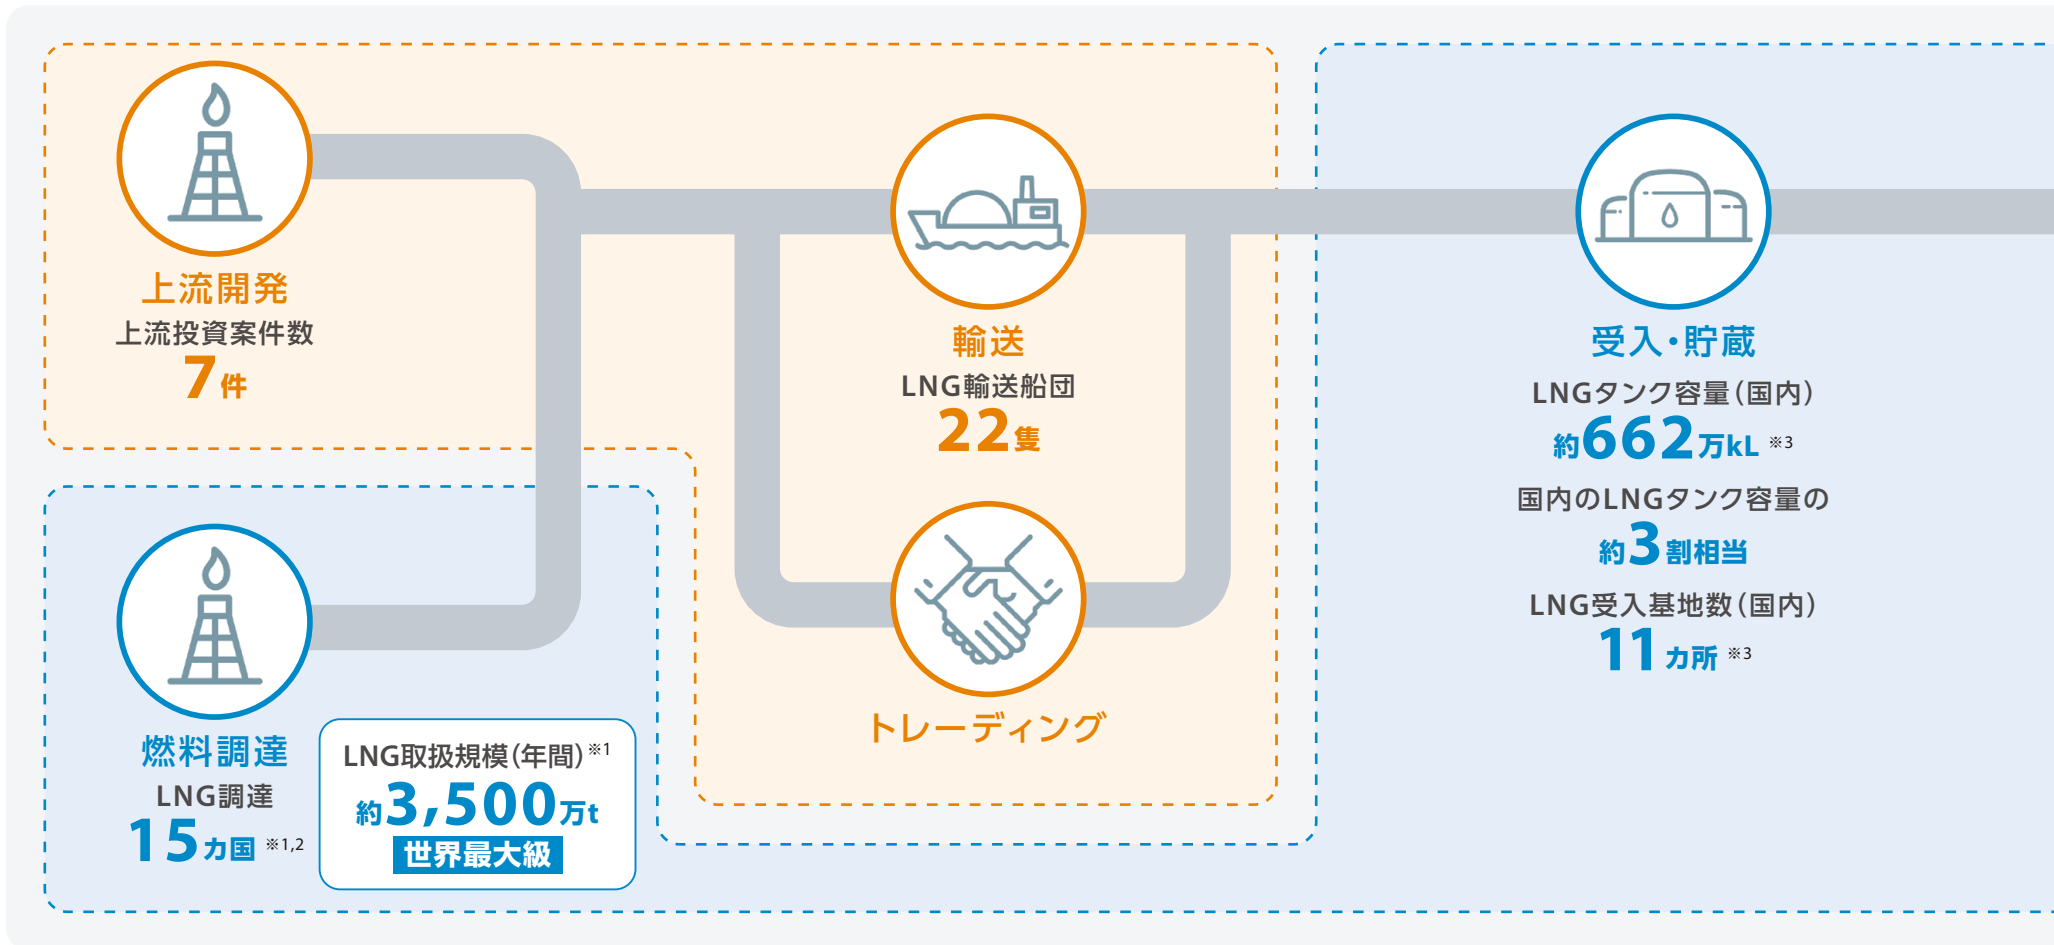 上流開発
上流投資案件数
7件
燃料調達
LNG調達
15カ国 ※1,2
LNG取扱規模（年間）※1
約3,500万t
世界最大級
輸送
LNG輸送船団
22隻
トレーディング
受入・貯蔵
LNGタンク容量（国内）
約662万kL ※3
国内のLNGタンク容量の
約3割相当
LNG受入基地数（国内）
11カ所 ※3